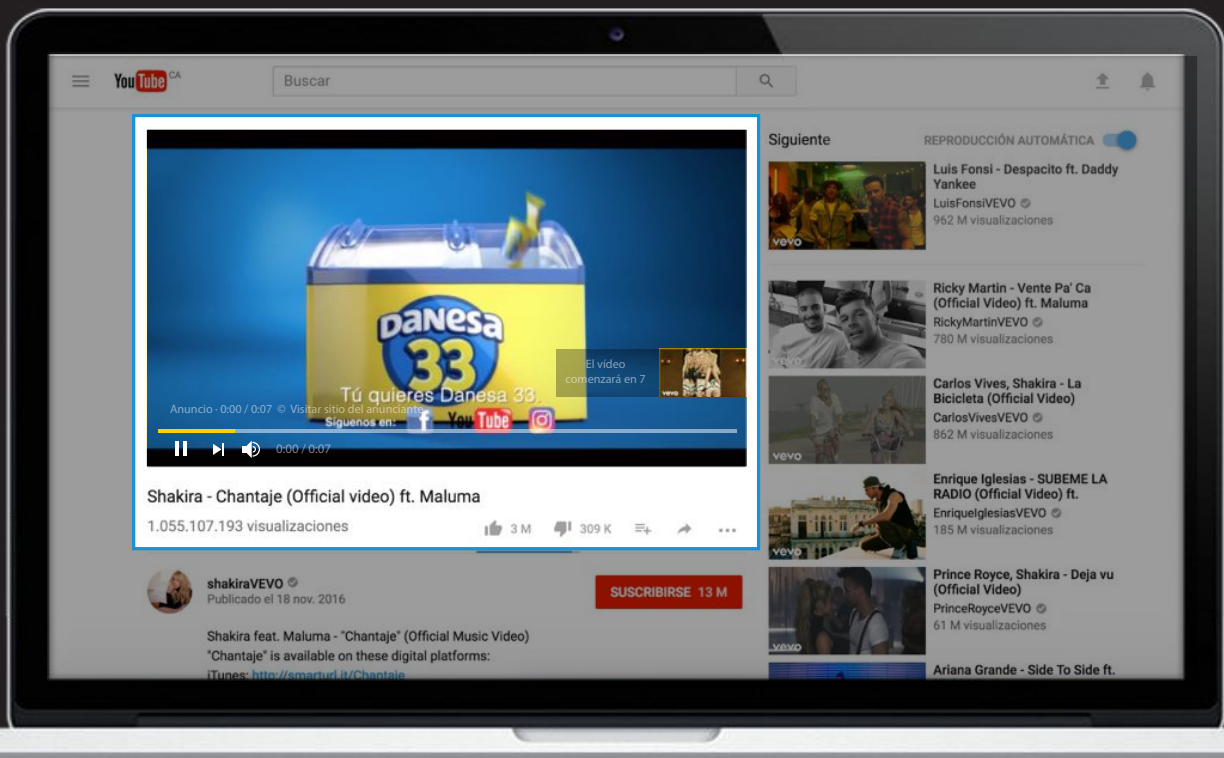 YouTube CA
Buscar
DANESA
33
Tú quieres Danesa 33.
El vídeo
comenzará en 7
vevo
Anuncio · 0:00 / 0:07 © Visitar sitio del anunciante
Síguenos en: f YouTube
0:00 / 0:07
Shakira - Chantaje (Official video) ft. Maluma
1.055.107.193 visualizaciones
3 M 309 K
shakiraVEVO
Publicado el 18 nov. 2016
SUSCRIBIRSE 13 M
Shakira feat. Maluma - "Chantaje" (Official Music Video)
"Chantaje" is available on these digital platforms:
iTunes: http://smarturl.it/Chantaje
Siguiente REPRODUCCIÓN AUTOMÁTICA
vevo
Luis Fonsi - Despacito ft. Daddy
Yankee
LuisFonsiVEVO
962 M visualizaciones
vevo
Ricky Martin - Vente Pa' Ca
(Official Video) ft. Maluma
RickyMartinVEVO
780 M visualizaciones
vevo
Carlos Vives, Shakira - La
Bicicleta (Official Video)
CarlosVivesVEVO
862 M visualizaciones
vevo
Enrique Iglesias - SUBEME LA
RADIO (Official Video) ft.
EnriqueIglesiasVEVO
185 M visualizaciones
vevo
Prince Royce, Shakira - Deja vu
(Official Video)
PrinceRoyceVEVO
61 M visualizaciones
Ariana Grande - Side To Side ft.